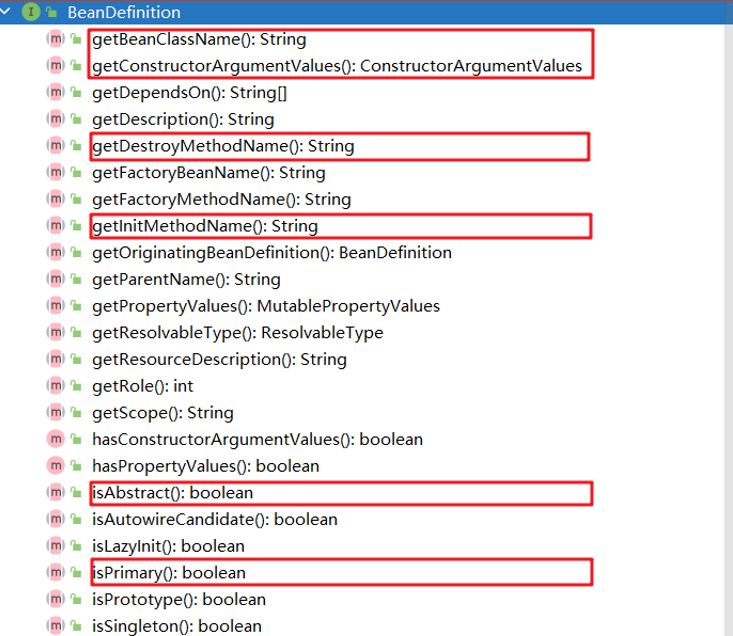 BeanDefinition
getBeanClassName(): String
getConstructorArgumentValues(): ConstructorArgumentValues
getDependsOn(): String[]
getDescription(): String
getDestroyMethodName(): String
getFactoryBeanName(): String
getFactoryMethodName(): String
getInitMethodName(): String
getOriginatingBeanDefinition(): BeanDefinition
getParentName(): String
getPropertyValues(): MutablePropertyValues
getResolvableType(): ResolvableType
getResourceDescription(): String
getRole(): int
getScope(): String
hasConstructorArgumentValues(): boolean
hasPropertyValues(): boolean
isAbstract(): boolean
isAutowireCandidate(): boolean
isLazyInit(): boolean
isPrimary(): boolean
isPrototype(): boolean
isSingleton(): boolean